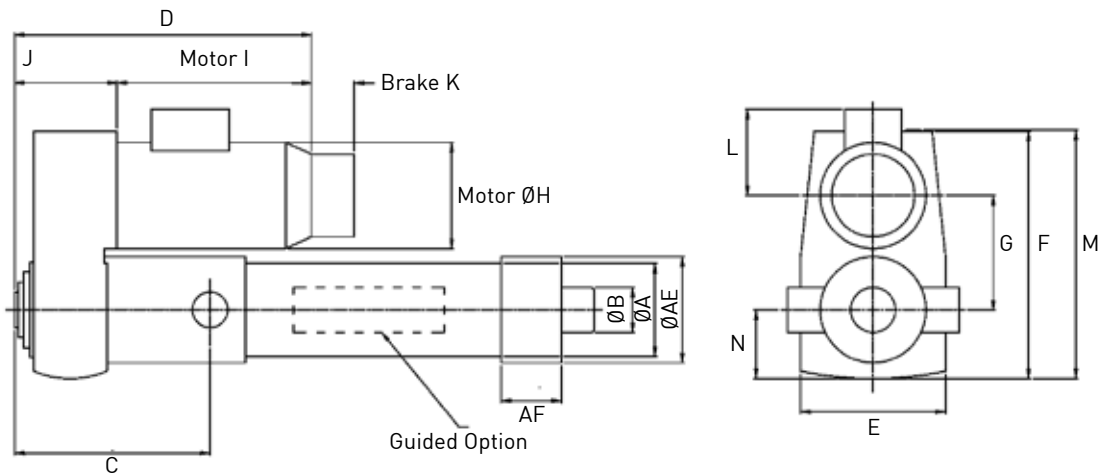 D
J
Motor I
Brake K
Motor ØH
ØB
ØA
ØAE
AF
Guided Option
C
L
G
F
M
N
E